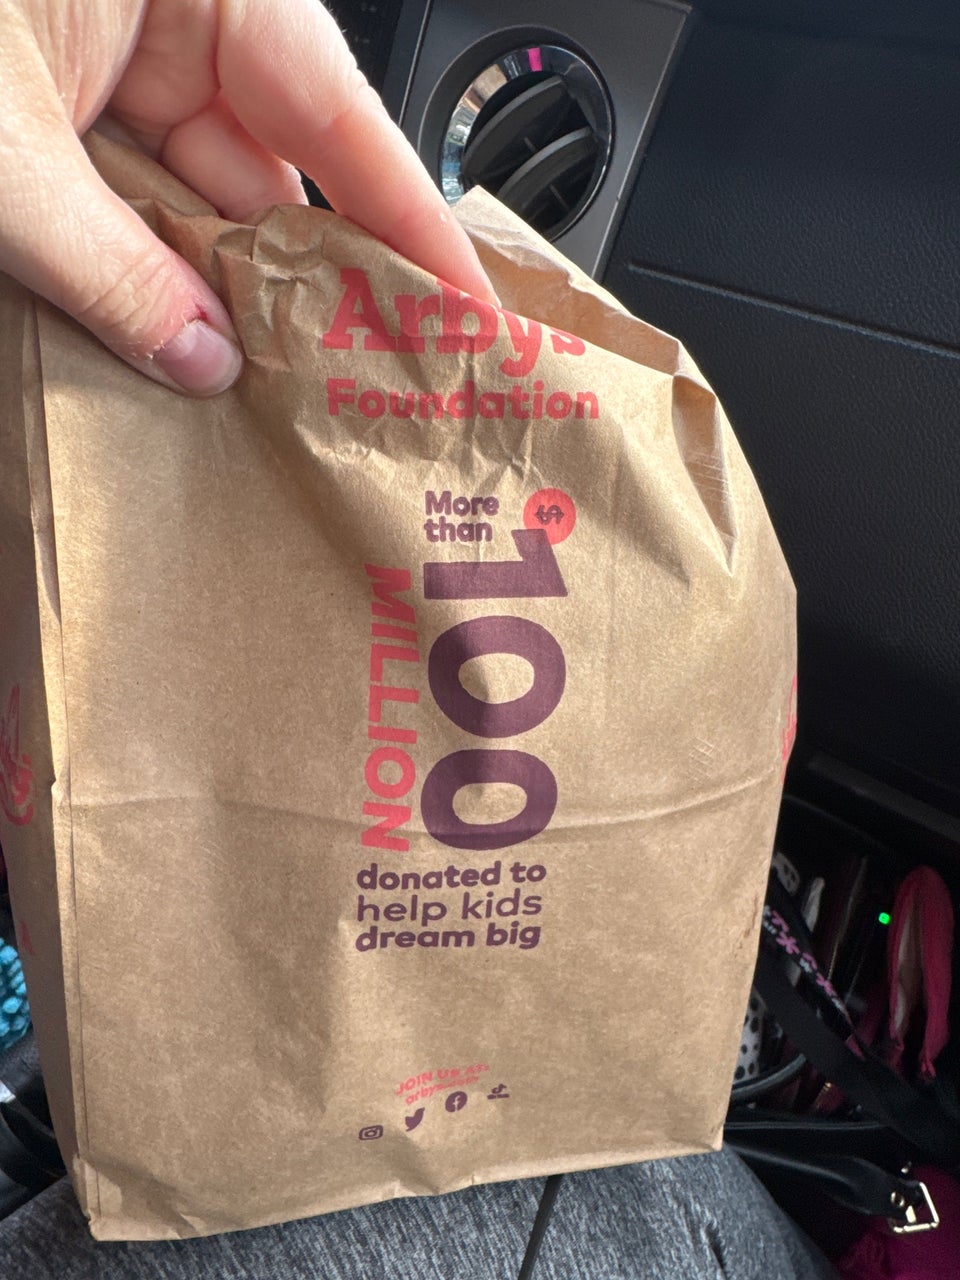 Arby's
Foundation
More
than
$
100
MILLION
donated to
help kids
dream big
JOIN US AT: